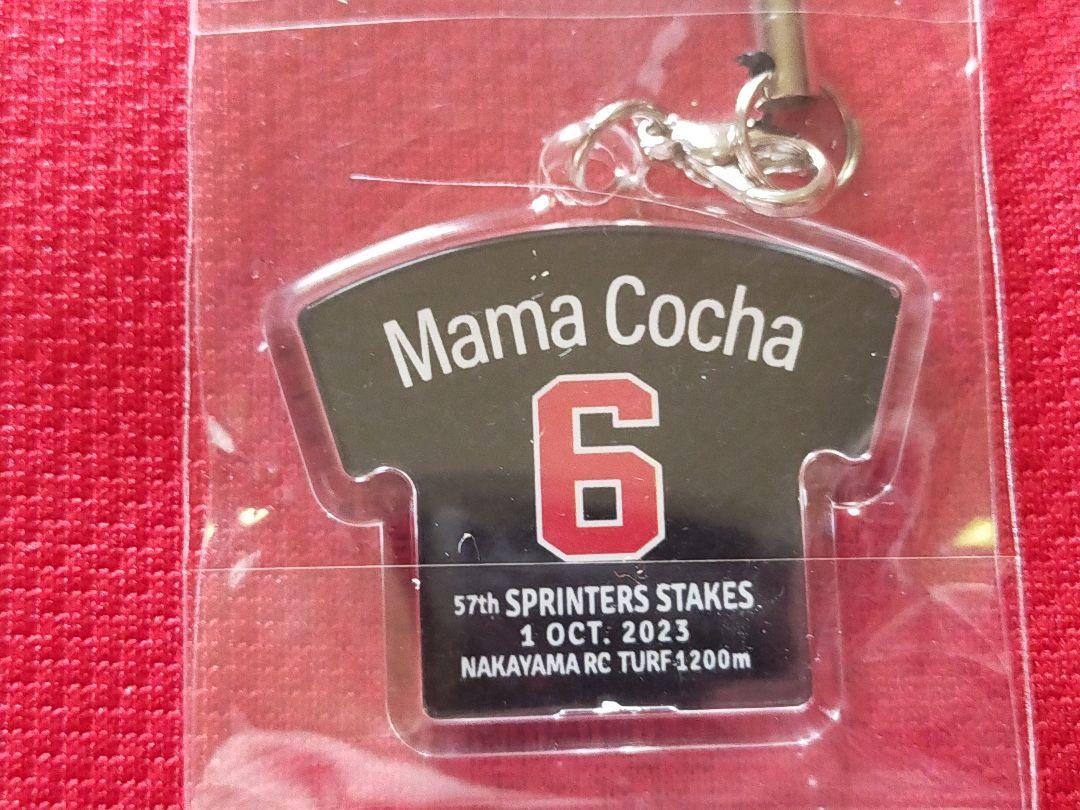 Mama Cocha
6
57th SPRINTERS STAKES
1 OCT. 2023
NAKAYAMA RC TURF 1200m